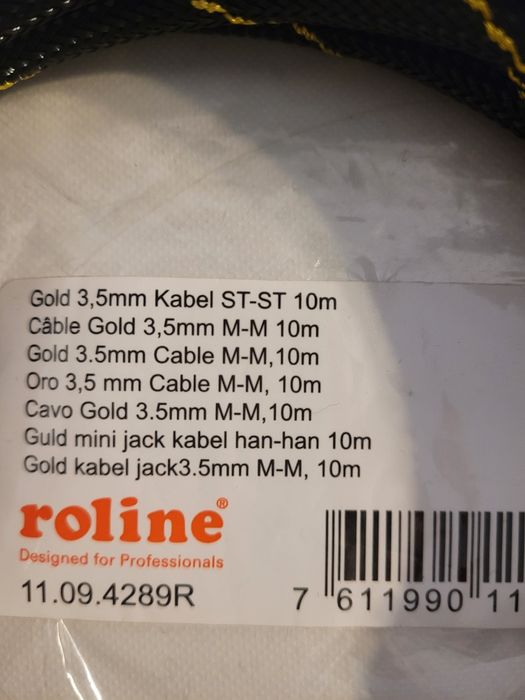 Gold 3,5mm Kabel ST-ST 10m
Câble Gold 3,5mm M-M 10m
Gold 3.5mm Cable M-M,10m
Oro 3,5 mm Cable M-M, 10m
Cavo Gold 3.5mm M-M,10m
Guld mini jack kabel han-han 10m
Gold kabel jack3.5mm M-M, 10m
roline®
Designed for Professionals
11.09.4289R
7 611990 11